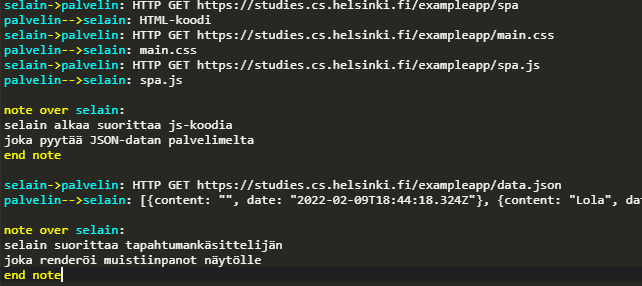 selain->palvelin: HTTP GET https://studies.cs.helsinki.fi/exampleapp/spa
palvelin-->selain: HTML-koodi
selain->palvelin: HTTP GET https://studies.cs.helsinki.fi/exampleapp/main.css
palvelin-->selain: main.css
selain->palvelin: HTTP GET https://studies.cs.helsinki.fi/exampleapp/spa.js
palvelin-->selain: spa.js
note over selain:
selain alkaa suorittaa js-koodia
joka pyytää JSON-datan palvelimelta
end note
selain->palvelin: HTTP GET https://studies.cs.helsinki.fi/exampleapp/data.json
palvelin-->selain: [{content: "", date: "2022-02-09T18:44:18.324Z"}, {content: "Lola", dat
note over selain:
selain suorittaa tapahtumankäsittelijän
joka renderöi muistiinpanot näytölle
end note